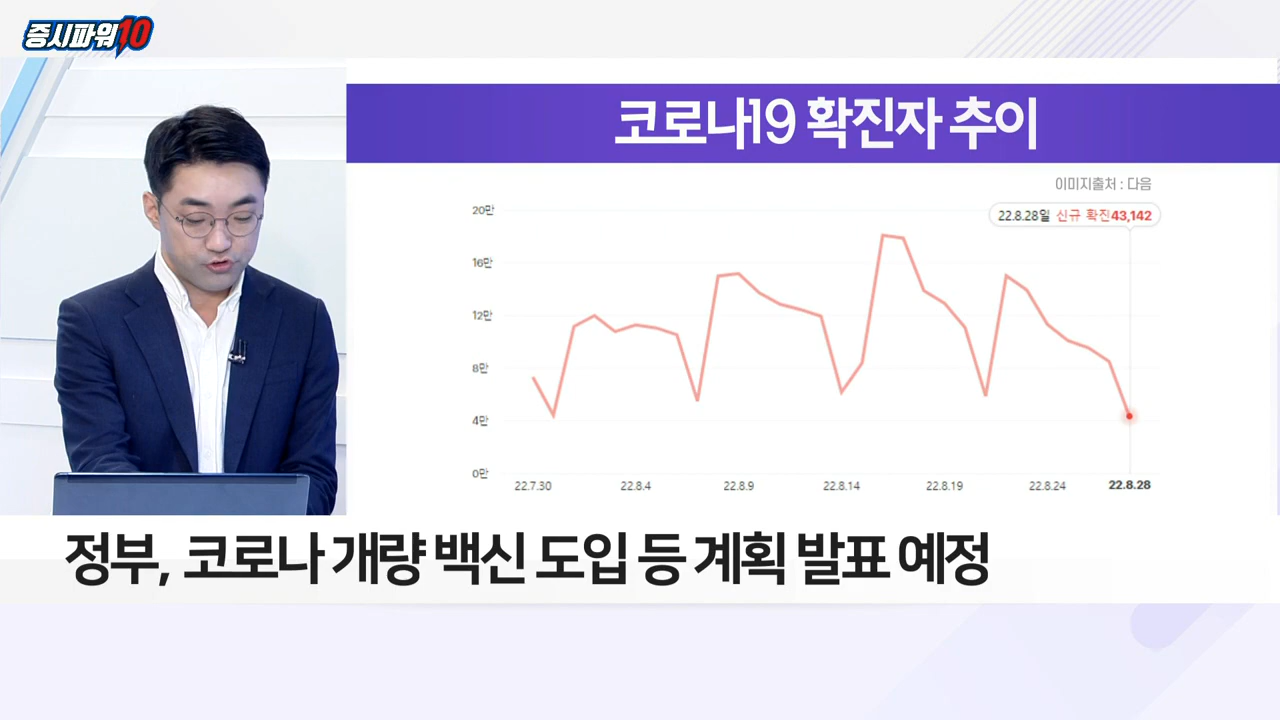 증시파워10
코로나19 확진자 추이
이미지출처 : 다음
22.8.28일 신규 확진43,142
20만
16만
12만
8만
4만
0만
22.7.30 22.8.4 22.8.9 22.8.14 22.8.19 22.8.24 22.8.28
정부, 코로나 개량 백신 도입 등 계획 발표 예정